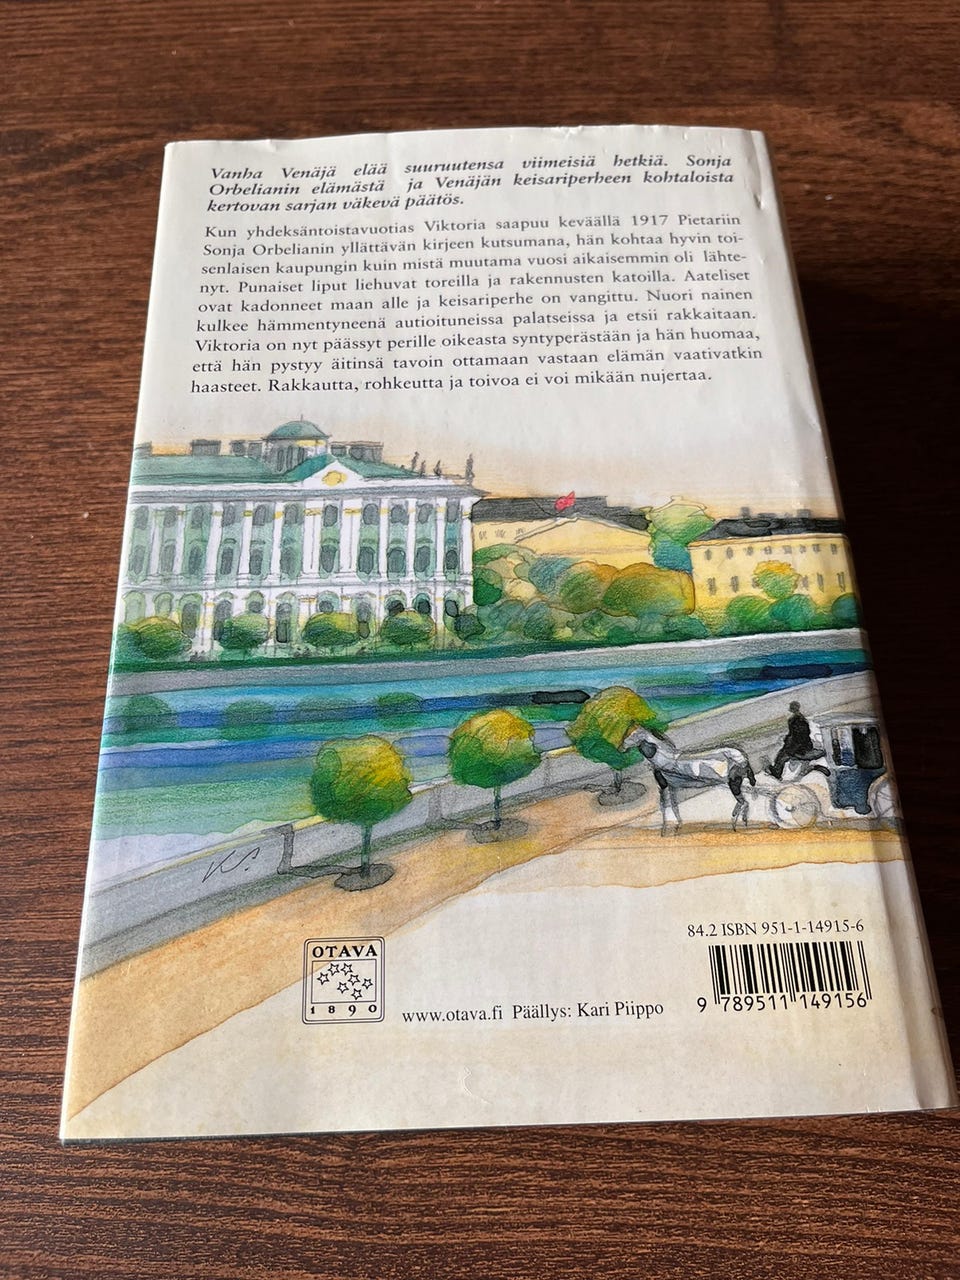 Vanha Venäjä elää suuruutensa viimeisiä hetkiä. Sonja
Orbelianin elämästä ja Venäjän keisariperheen kohtaloista
kertovan sarjan väkevä päätös.
Kun yhdeksäntoistavuotias Viktoria saapuu keväällä 1917 Pietariin
Sonja Orbelianin yllättävän kirjeen kutsumana, hän kohtaa hyvin toi-
senlaisen kaupungin kuin mistä muutama vuosi aikaisemmin oli lähte-
nyt. Punaiset liput liehuvat toreilla ja rakennusten katoilla. Aateliset
ovat kadonneet maan alle ja keisariperhe on vangittu. Nuori nainen
kulkee hämmentyneenä autioituneissa palatseissa ja etsii rakkaitaan.
Viktoria on nyt päässyt perille oikeasta syntyperästään ja hän huomaa,
että hän pystyy äitinsä tavoin ottamaan vastaan elämän vaativatkin
haasteet. Rakkautta, rohkeutta ja toivoa ei voi mikään nujertaa.
84.2 ISBN 951-1-14915-6
OTAVA
1890
www.otava.fi Päällys: Kari Piippo
9 789511 149156